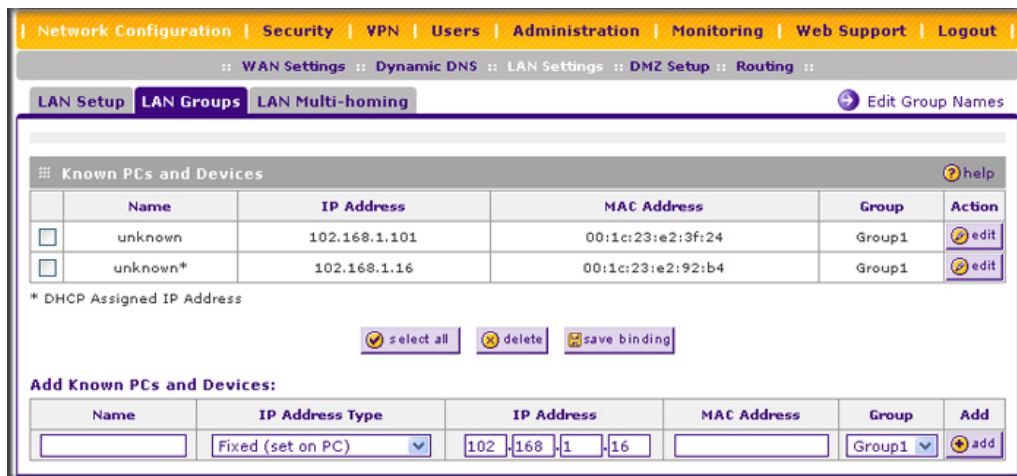 | Network Configuration | Security | VPN | Users | Administration | Monitoring | Web Support | Logout |
:: WAN Settings :: Dynamic DNS :: LAN Settings :: DMZ Setup :: Routing ::
LAN Setup LAN Groups LAN Multi-homing Edit Group Names
Known PCs and Devices help
Name IP Address MAC Address Group Action
unknown 102.168.1.101 00:1c:23:e2:3f:24 Group1 edit
unknown* 102.168.1.16 00:1c:23:e2:92:b4 Group1 edit
* DHCP Assigned IP Address
select all delete save binding
Add Known PCs and Devices:
Name IP Address Type IP Address MAC Address Group Add
Fixed (set on PC) 102 .168 .1 .16 Group1 add